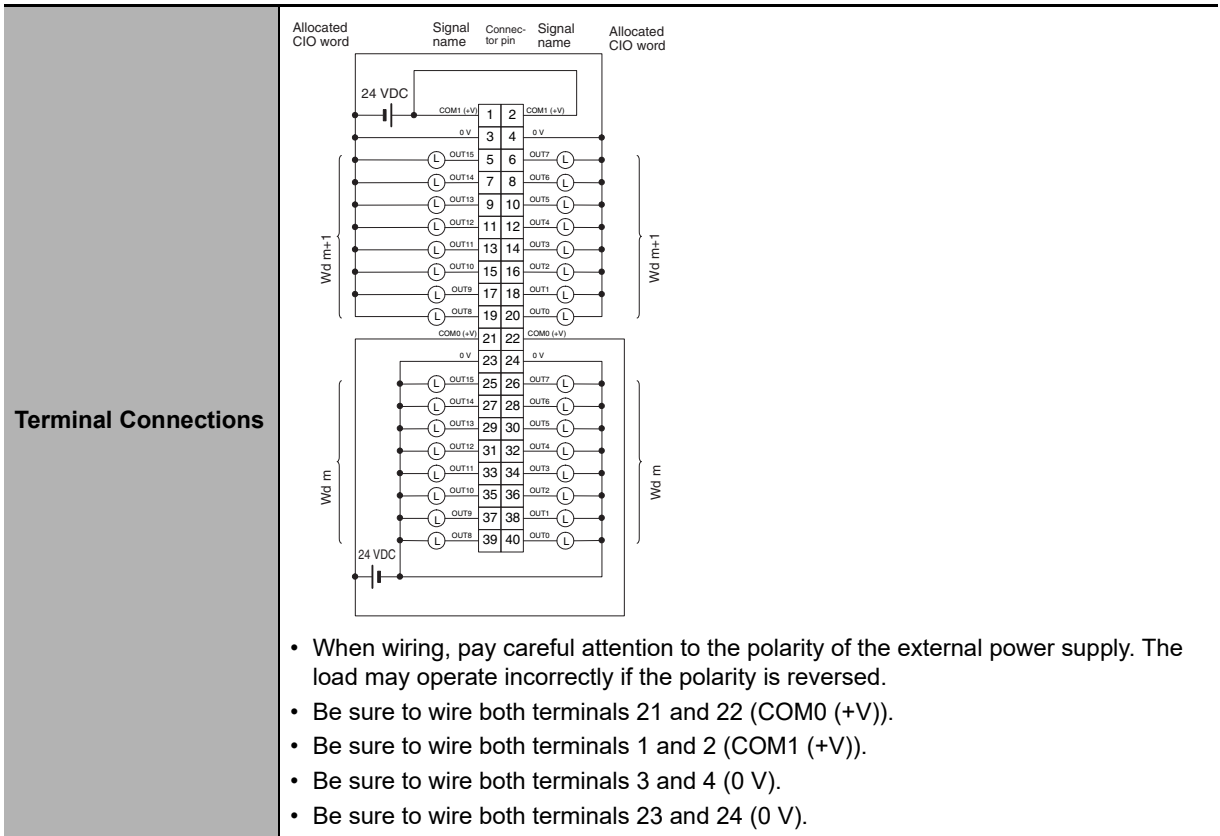 Terminal Connections
Allocated CIO word
Signal name
Connec- tor pin
Signal name
Allocated CIO word
24 VDC
COM1 (+V) 1 2 COM1 (+V)
0 V 3 4 0 V
L OUT15 5 6 OUT7 L
L OUT14 7 8 OUT6 L
L OUT13 9 10 OUT5 L
L OUT12 11 12 OUT4 L
L OUT11 13 14 OUT3 L
L OUT10 15 16 OUT2 L
L OUT9 17 18 OUT1 L
L OUT8 19 20 OUT0 L
Wd m+1
Wd m+1
COM0 (+V) 21 22 COM0 (+V)
0 V 23 24 0 V
L OUT15 25 26 OUT7 L
L OUT14 27 28 OUT6 L
L OUT13 29 30 OUT5 L
L OUT12 31 32 OUT4 L
L OUT11 33 34 OUT3 L
L OUT10 35 36 OUT2 L
L OUT9 37 38 OUT1 L
L OUT8 39 40 OUT0 L
Wd m
Wd m
24 VDC
• When wiring, pay careful attention to the polarity of the external power supply. The
load may operate incorrectly if the polarity is reversed.
• Be sure to wire both terminals 21 and 22 (COM0 (+V)).
• Be sure to wire both terminals 1 and 2 (COM1 (+V)).
• Be sure to wire both terminals 3 and 4 (0 V).
• Be sure to wire both terminals 23 and 24 (0 V).